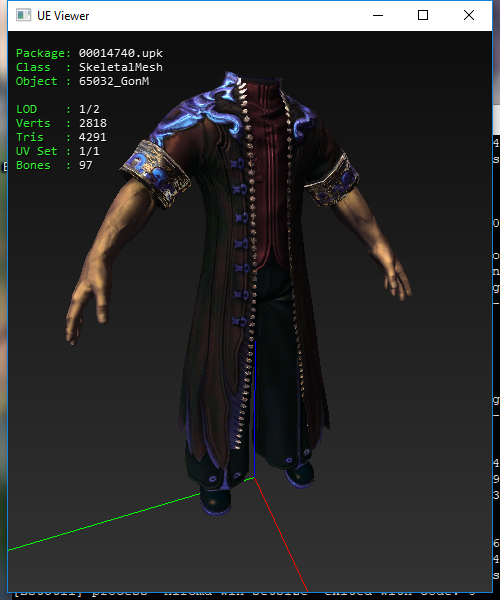 UE Viewer
Package: 00014740.upk
Class : SkeletalMesh
Object : 65032_GonM
LOD : 1/2
Verts : 2818
Tris : 4291
UV Set : 1/1
Bones : 97